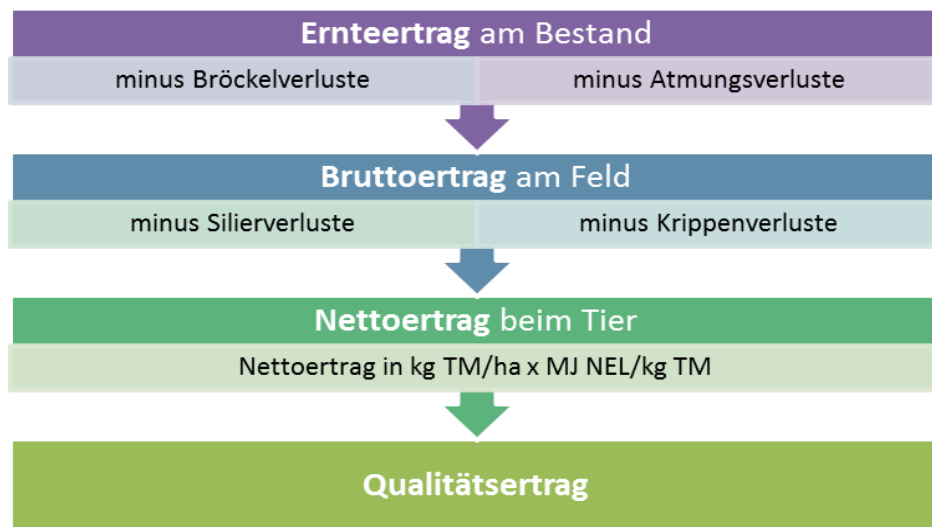 Ernteertrag am Bestand
minus Bröckelverluste
minus Atmungsverluste
Bruttoertrag am Feld
minus Silierverluste
minus Krippenverluste
Nettoertrag beim Tier
Nettoertrag in kg TM/ha x MJ NEL/kg TM
Qualitätsertrag